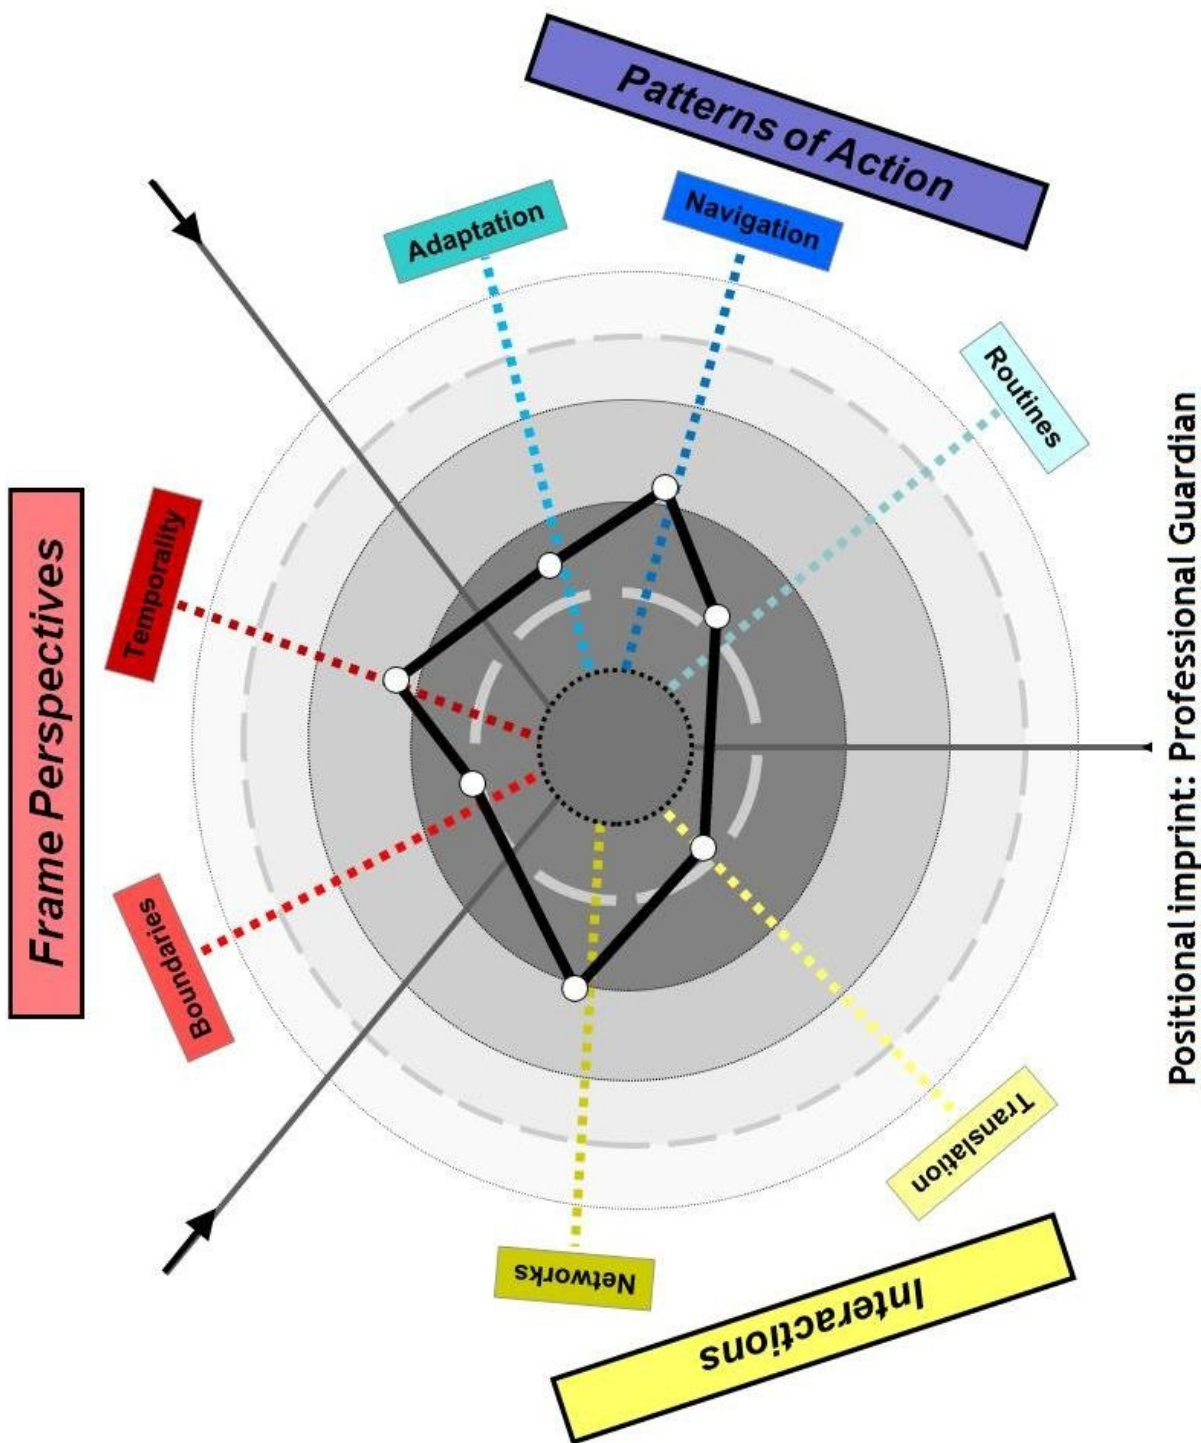 Frame Perspectives
Boundaries
Temporality
Adaptation
Navigation
Routines
Patterns of Action
Networks
Translation
Interactions
Positional imprint: Professional Guardian